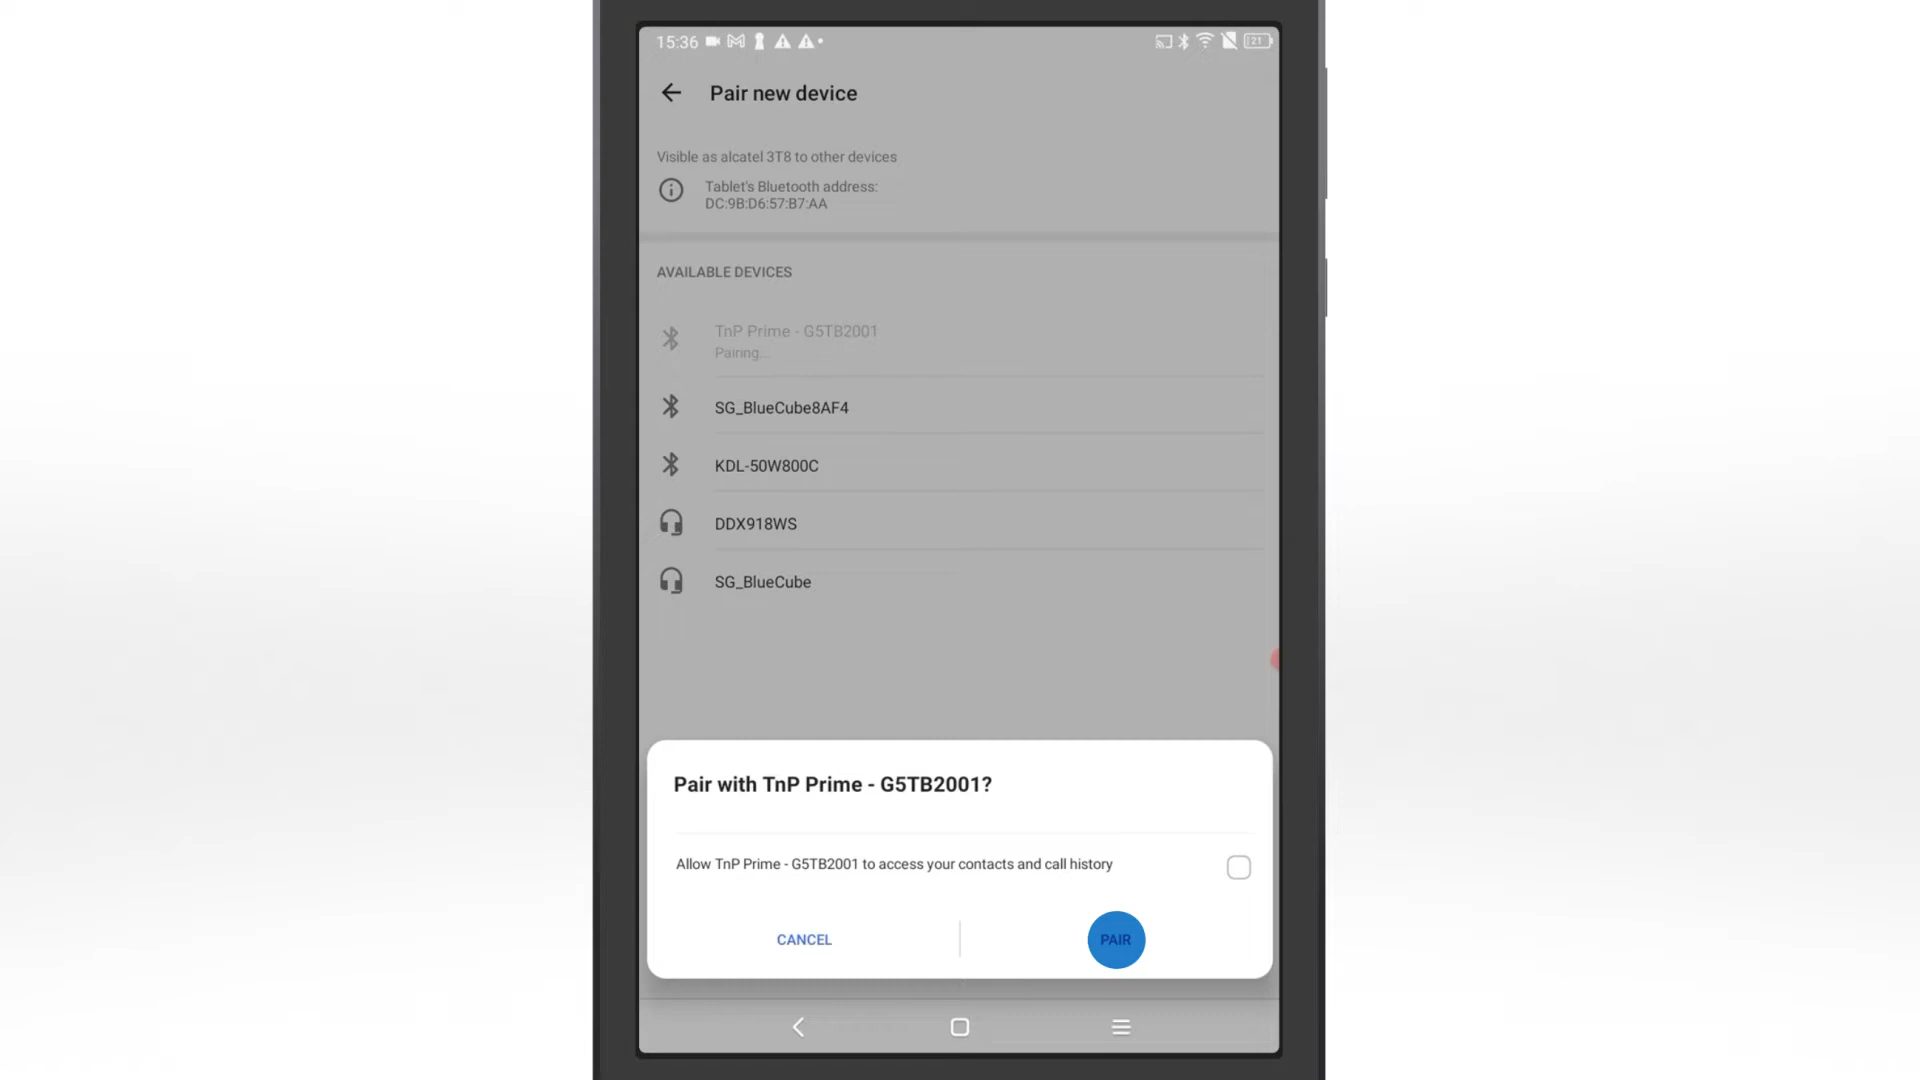 15:36
21
Pair new device
Visible as alcatel 3T8 to other devices
Tablet's Bluetooth address:
DC:9B:D6:57:B7:AA
AVAILABLE DEVICES
TnP Prime - G5TB2001
Pairing...
SG_BlueCube8AF4
KDL-50W800C
DDX918WS
SG_BlueCube
Pair with TnP Prime - G5TB2001?
Allow TnP Prime - G5TB2001 to access your contacts and call history
CANCEL
PAIR